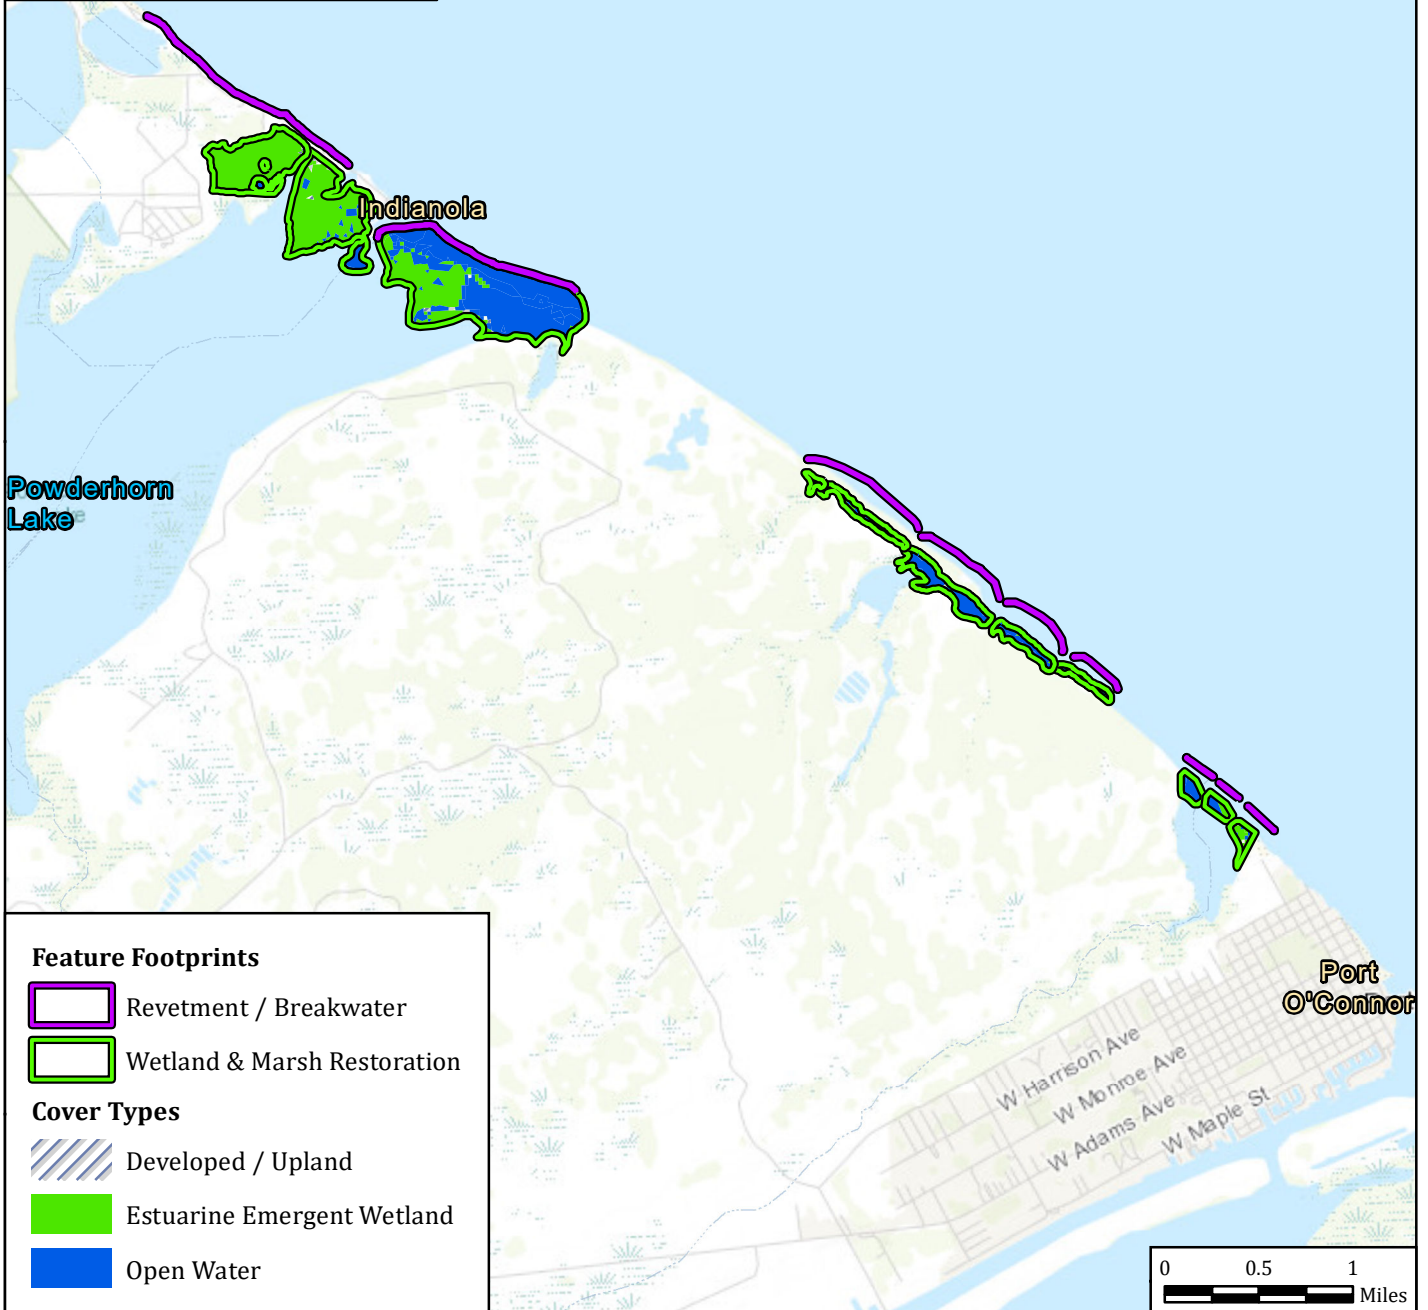 Indianola
Powderhorn
Lake
Port
O'Connor
W Harrison Ave
W Monroe Ave
W Adams Ave
W Maple St
Feature Footprints
Revetment / Breakwater
Wetland & Marsh Restoration
Cover Types
Developed / Upland
Estuarine Emergent Wetland
Open Water
0 0.5 1
Miles